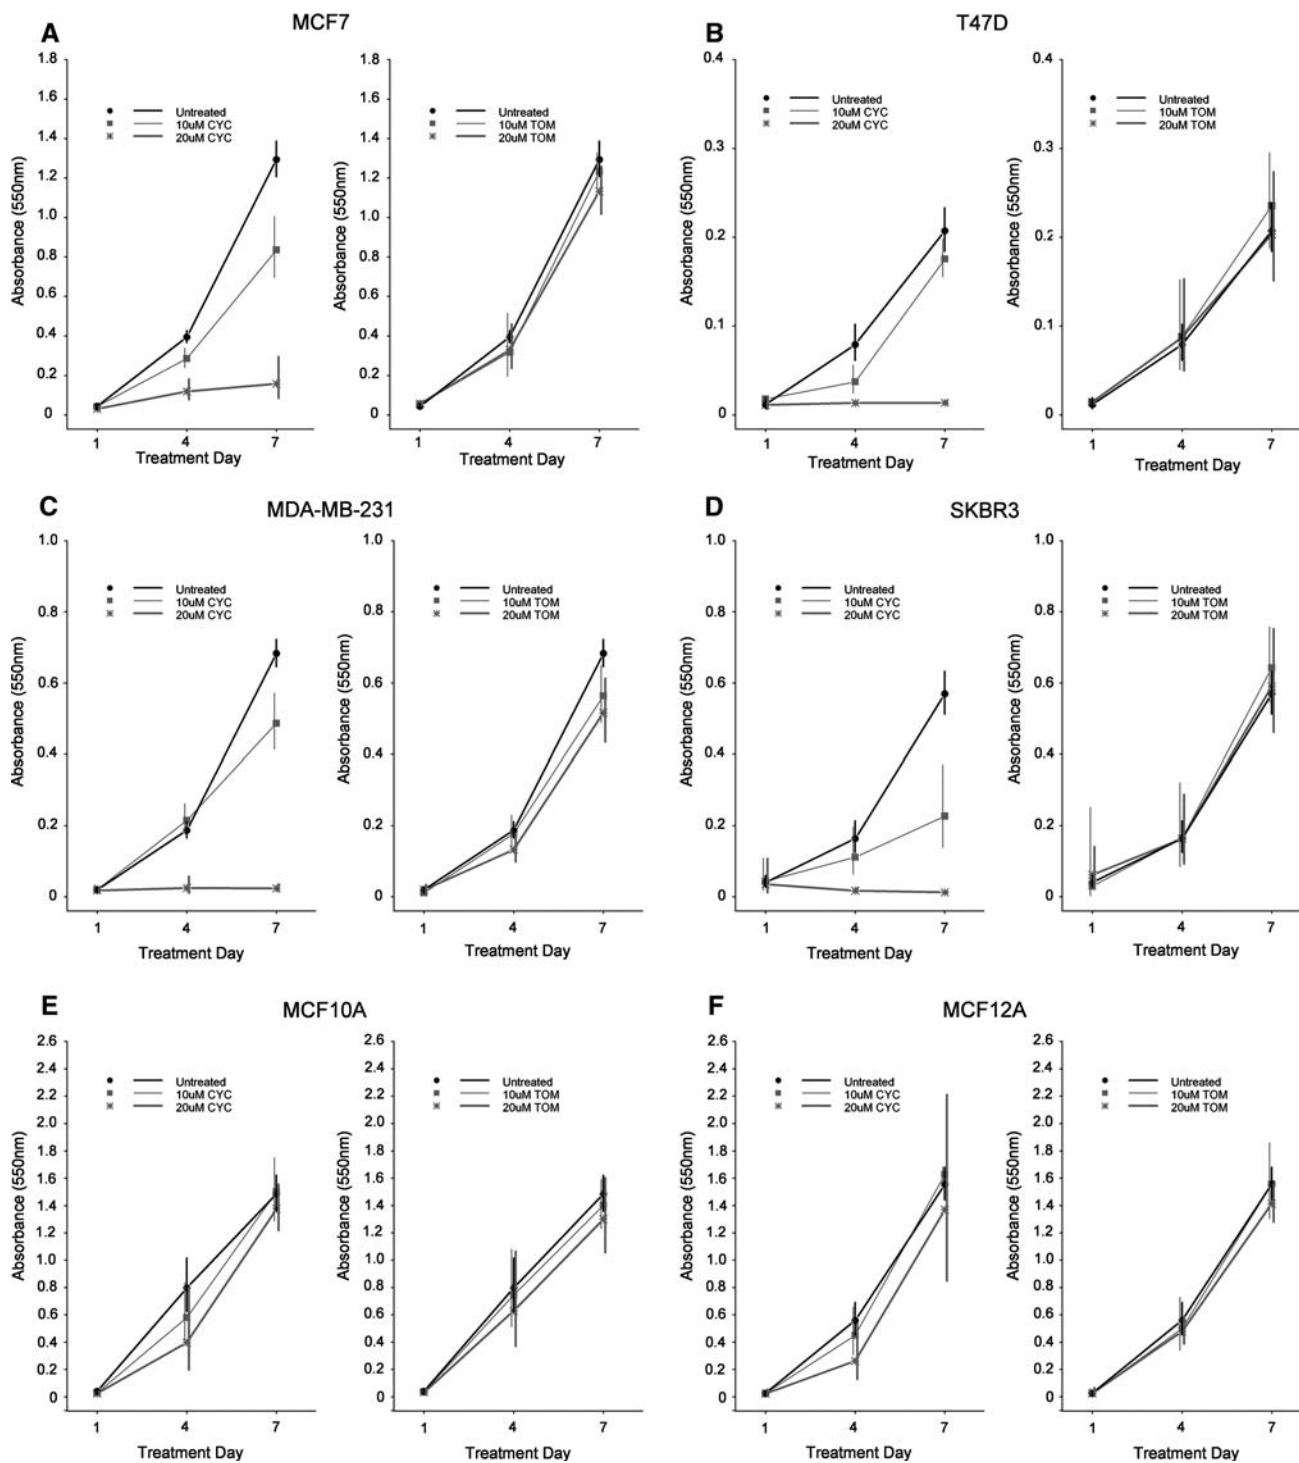 A
MCF7
1.8
1.6
1.4
1.2
1.0
0.8
0.6
0.4
0.2
0
Absorbance (550nm)
Untreated
10uM CYC
20uM CYC
1 4 7
Treatment Day
1.8
1.6
1.4
1.2
1.0
0.8
0.6
0.4
0.2
0
Absorbance (550nm)
Untreated
10uM TOM
20uM TOM
1 4 7
Treatment Day
B
T47D
0.4
0.3
0.2
0.1
0
Absorbance (550nm)
Untreated
10uM CYC
20uM CYC
1 4 7
Treatment Day
0.4
0.3
0.2
0.1
0
Absorbance (550nm)
Untreated
10uM TOM
20uM TOM
1 4 7
Treatment Day
C
MDA-MB-231
1.0
0.8
0.6
0.4
0.2
0
Absorbance (550nm)
Untreated
10uM CYC
20uM CYC
1 4 7
Treatment Day
1.0
0.8
0.6
0.4
0.2
0
Absorbance (550nm)
Untreated
10uM TOM
20uM TOM
1 4 7
Treatment Day
D
SKBR3
1.0
0.8
0.6
0.4
0.2
0
Absorbance (550nm)
Untreated
10uM CYC
20uM CYC
1 4 7
Treatment Day
1.0
0.8
0.6
0.4
0.2
0
Absorbance (550nm)
Untreated
10uM TOM
20uM TOM
1 4 7
Treatment Day
E
MCF10A
2.6
2.4
2.2
2.0
1.8
1.6
1.4
1.2
1.0
0.8
0.6
0.4
0.2
0
Absorbance (550nm)
Untreated
10uM CYC
20uM CYC
1 4 7
Treatment Day
2.6
2.4
2.2
2.0
1.8
1.6
1.4
1.2
1.0
0.8
0.6
0.4
0.2
0
Absorbance (550nm)
Untreated
10uM TOM
20uM TOM
1 4 7
Treatment Day
F
MCF12A
2.6
2.4
2.2
2.0
1.8
1.6
1.4
1.2
1.0
0.8
0.6
0.4
0.2
0
Absorbance (550nm)
Untreated
10uM CYC
20uM CYC
1 4 7
Treatment Day
2.6
2.4
2.2
2.0
1.8
1.6
1.4
1.2
1.0
0.8
0.6
0.4
0.2
0
Absorbance (550nm)
Untreated
10uM TOM
20uM TOM
1 4 7
Treatment Day